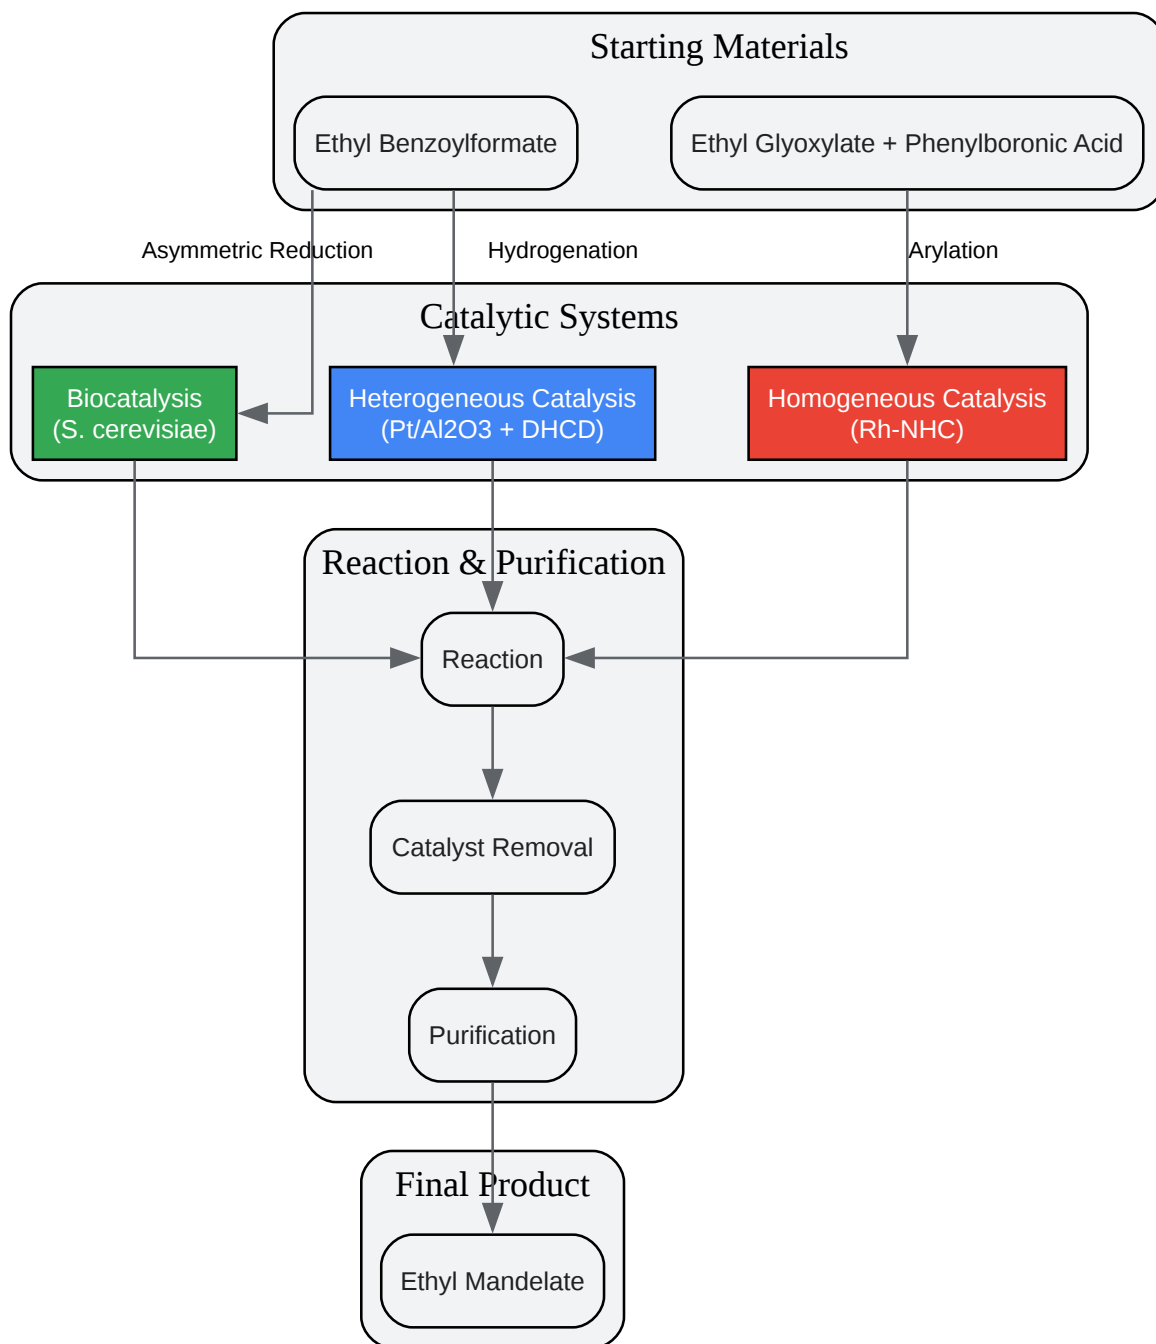 Starting Materials
Ethyl Benzoylformate
Ethyl Glyoxylate + Phenylboronic Acid
Asymmetric Reduction
Hydrogenation
Arylation
Catalytic Systems
Biocatalysis
(S. cerevisiae)
Heterogeneous Catalysis
(Pt/Al2O3 + DHCD)
Homogeneous Catalysis
(Rh-NHC)
Reaction & Purification
Reaction
Catalyst Removal
Purification
Final Product
Ethyl Mandelate